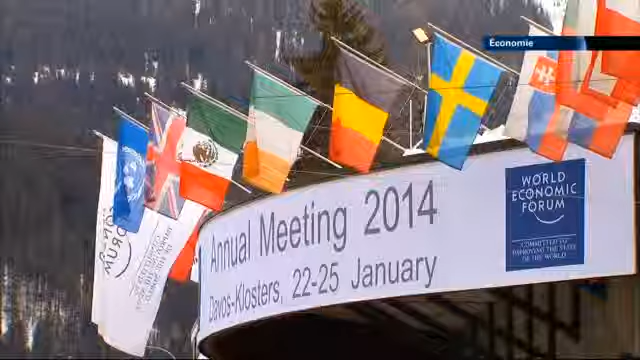 Économie
WORLD
ECONOMIC
FORUM
COMMITTED TO
IMPROVING THE STATE
OF THE WORLD
Annual Meeting 2014
Davos-Klosters, 22-25 January